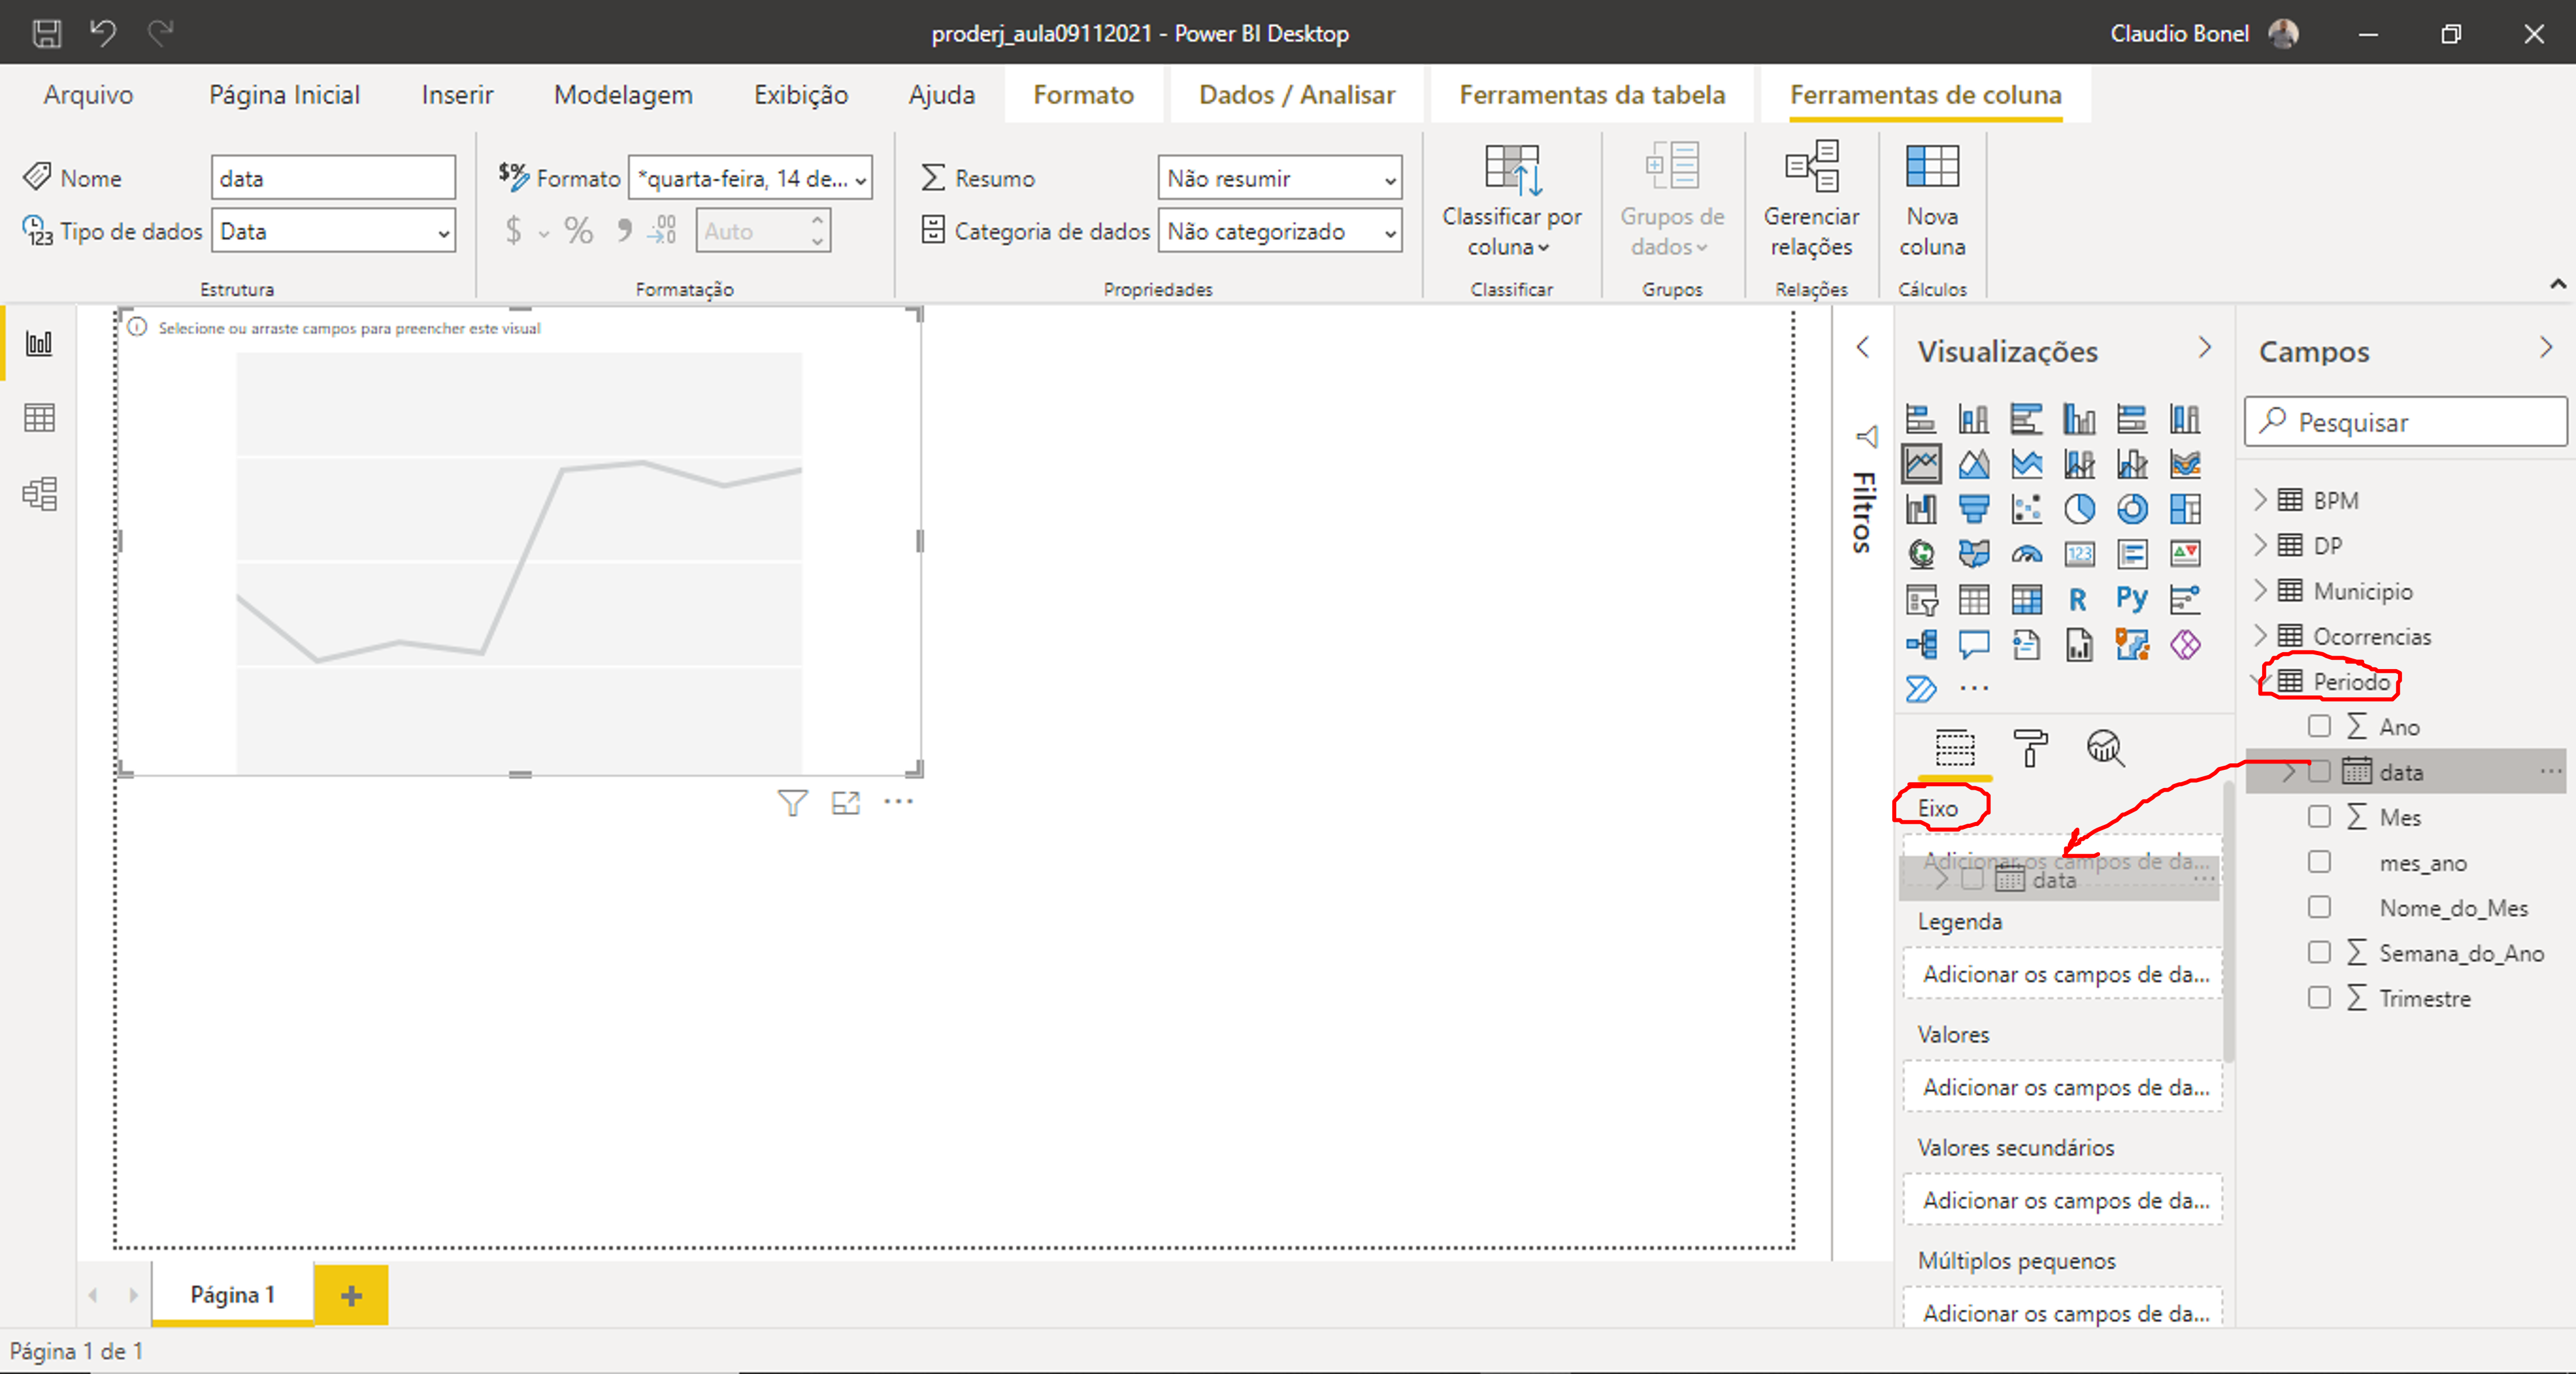 proderj_aula09112021 - Power BI Desktop
Claudio Bonel
Arquivo
Página Inicial
Inserir
Modelagem
Exibição
Ajuda
Formato
Dados / Analisar
Ferramentas da tabela
Ferramentas de coluna
Nome
data
Tipo de dados
Data
Estrutura
$% Formato
*quarta-feira, 14 de...
$ % , .00 .0
Auto
Formatação
Resumo
Não resumir
Categoria de dados
Não categorizado
Propriedades
Classificar por
coluna
Classificar
Grupos de
dados
Grupos
Gerenciar
relações
Relações
Nova
coluna
Cálculos
Selecione ou arraste campos para preencher este visual
Filtros
Visualizações
123
R
Py
Eixo
Adicionar os campos de da...
data
Legenda
Adicionar os campos de da...
Valores
Adicionar os campos de da...
Valores secundários
Adicionar os campos de da...
Múltiplos pequenos
Adicionar os campos de da...
Campos
Pesquisar
BPM
DP
Municipio
Ocorrencias
Periodo
Ano
data
Mes
mes_ano
Nome_do_Mes
Semana_do_Ano
Trimestre
Página 1
Página 1 de 1